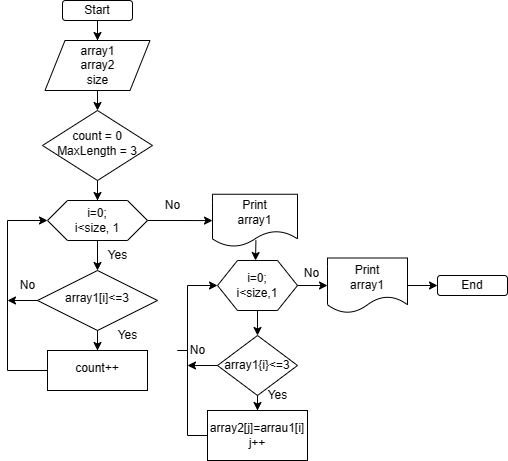 Start
array1
array2
size
count = 0
MaxLength = 3
i=0;
i<size, 1
No
Print
array1
Yes
array1[i]<=3
No
Yes
count++
i=0;
i<size,1
No
Print
array1
End
array1{i}<=3
No
Yes
array2[j]=arrau1[i]
j++